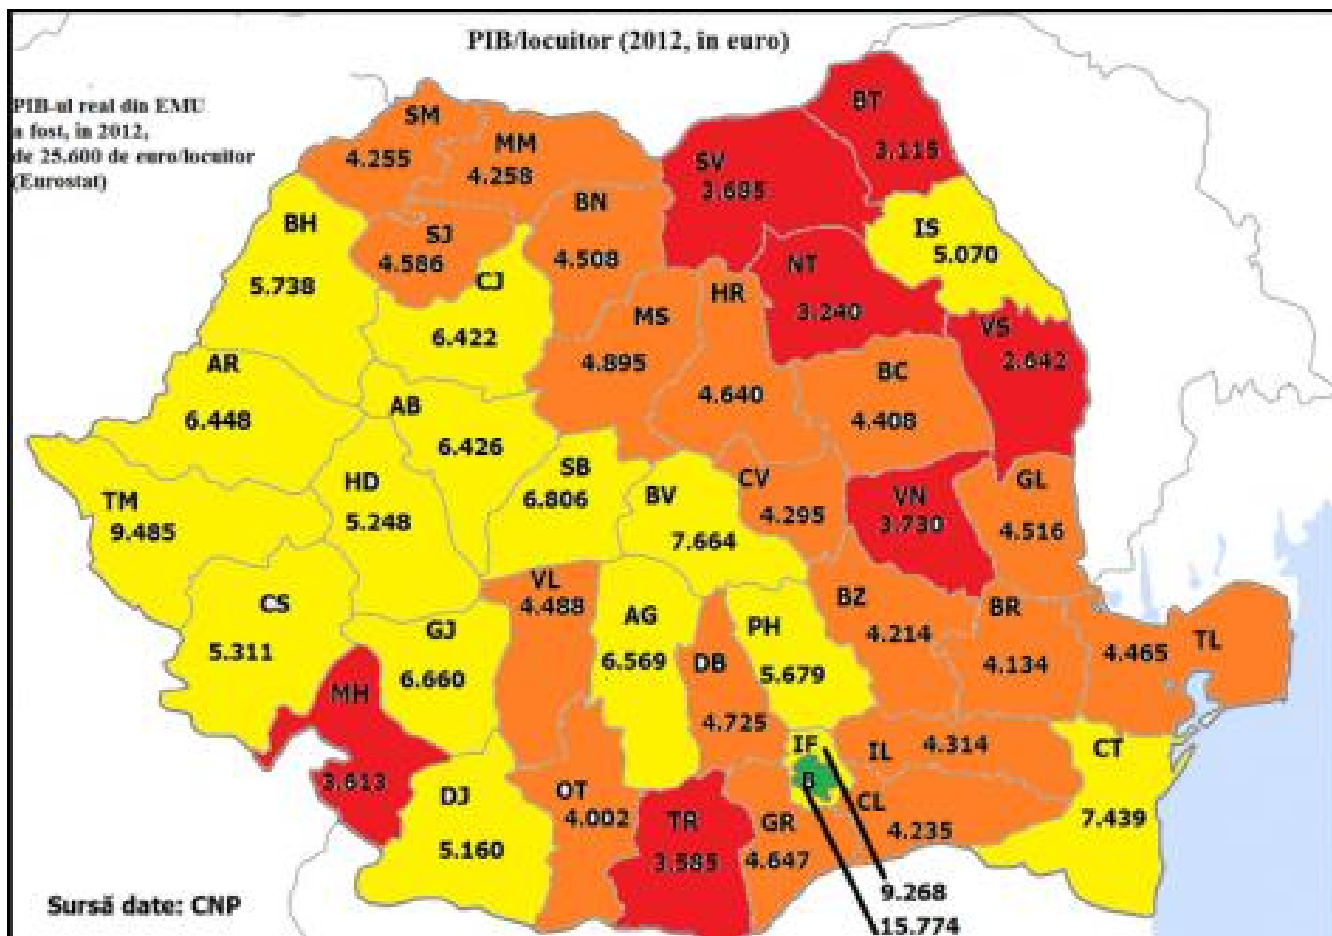 PIB/locuitor (2012, in euro)
PIB-ul real din EMU
a fost, in 2012,
de 25.600 de euro/locuitor
(Eurostat)
BT
3.115
SM
4.255
MM
4.258
SV
3.695
BN
4.508
IS
5.070
BH
5.738
SJ
4.586
CJ
6.422
NT
3.240
HR
4.640
MS
4.895
VS
2.642
AR
6.448
BC
4.408
AB
6.426
SB
6.806
HD
5.248
BV
7.664
CV
4.295
VN
3.730
GL
4.516
TM
9.485
VL
4.488
CS
5.311
GJ
6.660
AG
6.569
PH
5.679
BZ
4.214
BR
4.134
TL
4.465
DB
4.725
MH
3.613
IF
B
IL
4.314
CT
7.439
DJ
5.160
OT
4.002
TR
3.585
GR
4.647
CL
4.235
9.268
15.774
Sursă date: CNP